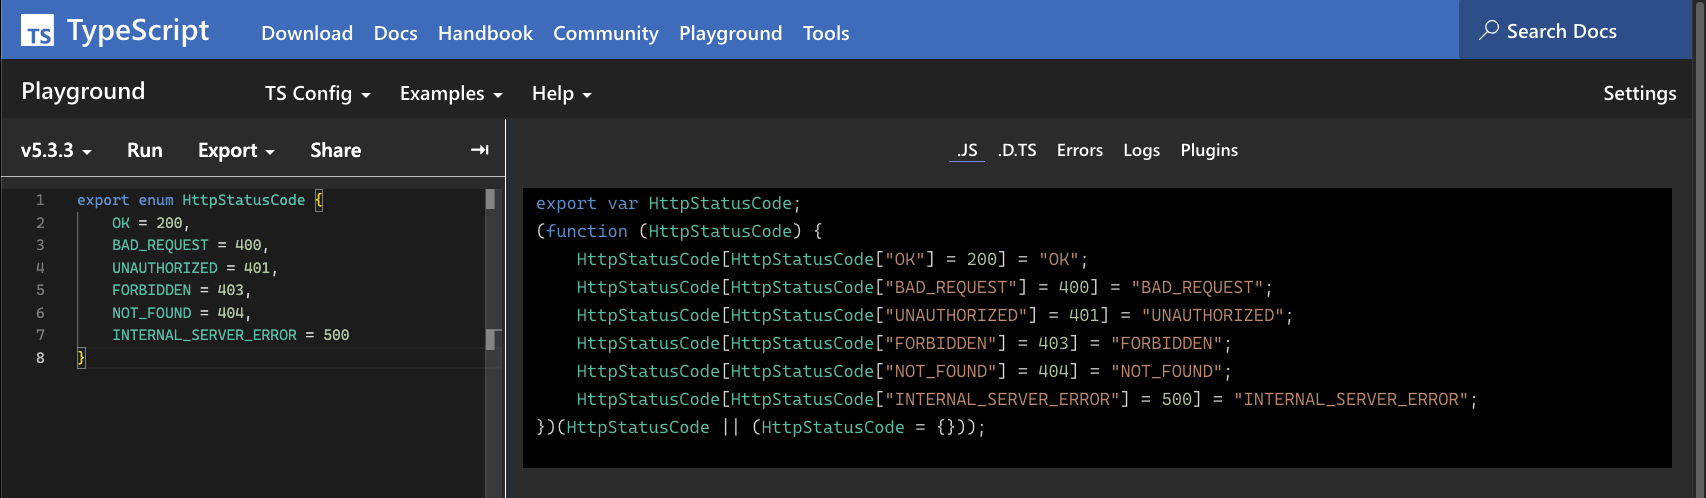 TS TypeScript Download Docs Handbook Community Playground Tools Search Docs
Playground TS Config Examples Help Settings
v5.3.3 Run Export Share
.JS .D.TS Errors Logs Plugins
1 export enum HttpStatusCode {
2     OK = 200,
3     BAD_REQUEST = 400,
4     UNAUTHORIZED = 401,
5     FORBIDDEN = 403,
6     NOT_FOUND = 404,
7     INTERNAL_SERVER_ERROR = 500
8 }
export var HttpStatusCode;
(function (HttpStatusCode) {
    HttpStatusCode[HttpStatusCode["OK"] = 200] = "OK";
    HttpStatusCode[HttpStatusCode["BAD_REQUEST"] = 400] = "BAD_REQUEST";
    HttpStatusCode[HttpStatusCode["UNAUTHORIZED"] = 401] = "UNAUTHORIZED";
    HttpStatusCode[HttpStatusCode["FORBIDDEN"] = 403] = "FORBIDDEN";
    HttpStatusCode[HttpStatusCode["NOT_FOUND"] = 404] = "NOT_FOUND";
    HttpStatusCode[HttpStatusCode["INTERNAL_SERVER_ERROR"] = 500] = "INTERNAL_SERVER_ERROR";
})(HttpStatusCode || (HttpStatusCode = {}));